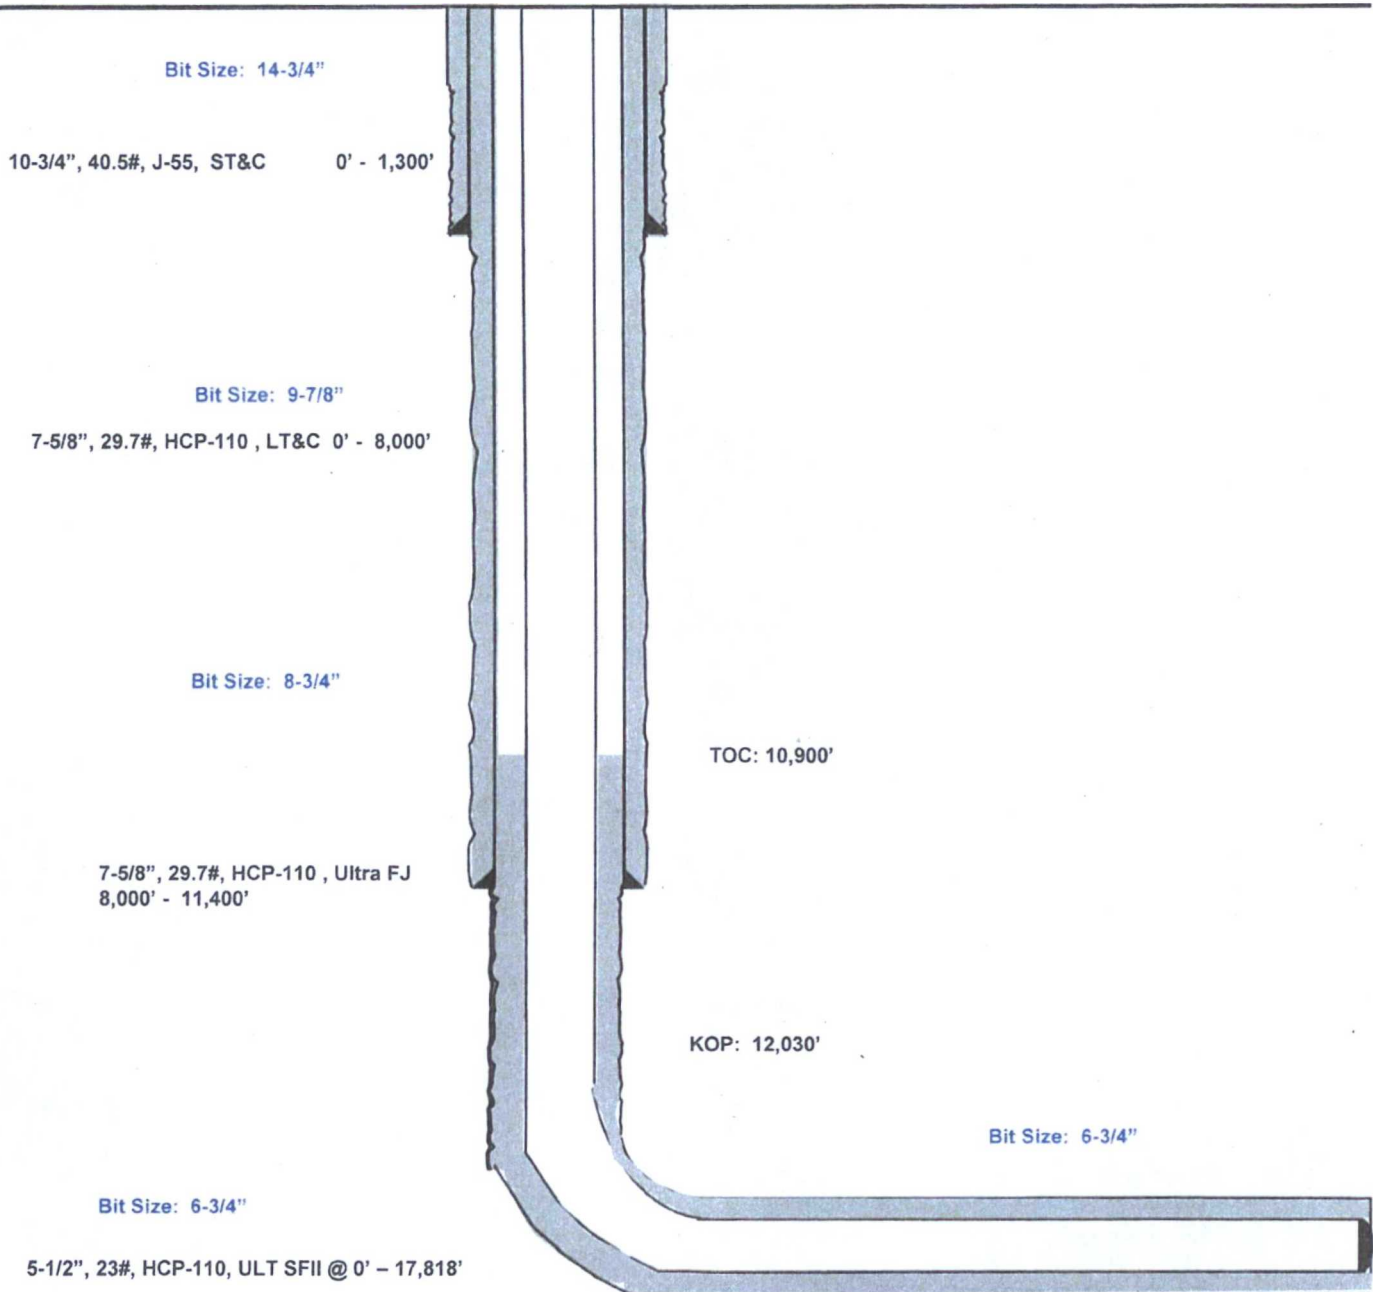 Bit Size: 14-3/4”
10-3/4”, 40.5#, J-55, ST&C 0’ - 1,300’
Bit Size: 9-7/8”
7-5/8”, 29.7#, HCP-110 , LT&C 0’ - 8,000’
Bit Size: 8-3/4”
TOC: 10,900’
7-5/8”, 29.7#, HCP-110 , Ultra FJ
8,000’ - 11,400’
KOP: 12,030’
Bit Size: 6-3/4”
Bit Size: 6-3/4”
5-1/2”, 23#, HCP-110, ULT SFII @ 0’ – 17,818’